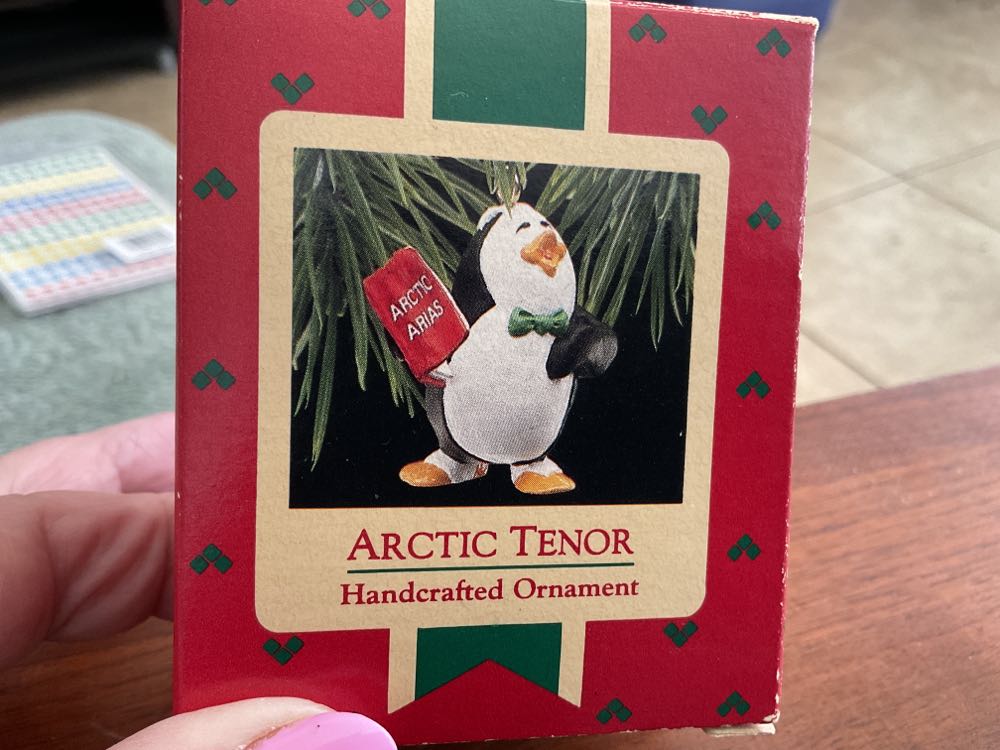 ARCTIC
ARIAS
ARCTIC TENOR
Handcrafted Ornament